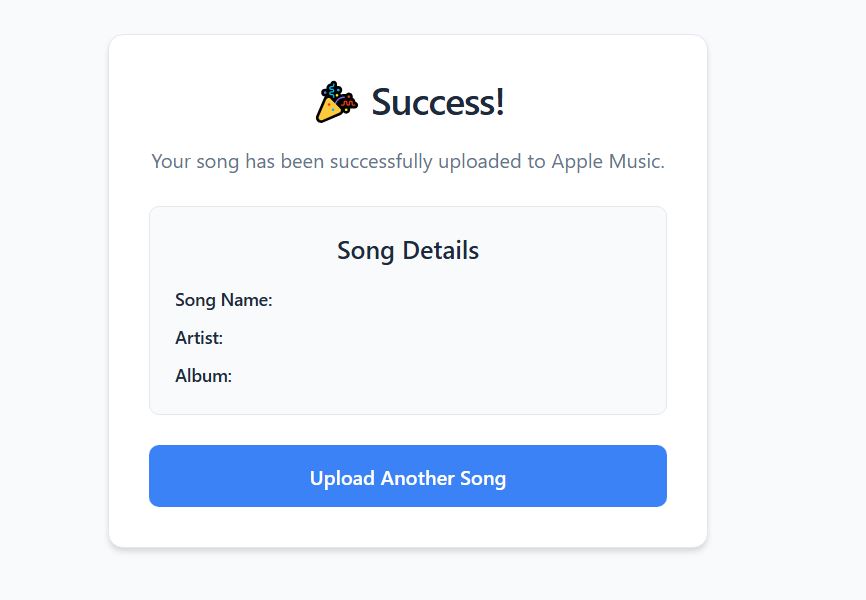 🎉 Success!
Your song has been successfully uploaded to Apple Music.
Song Details
Song Name:
Artist:
Album:
Upload Another Song